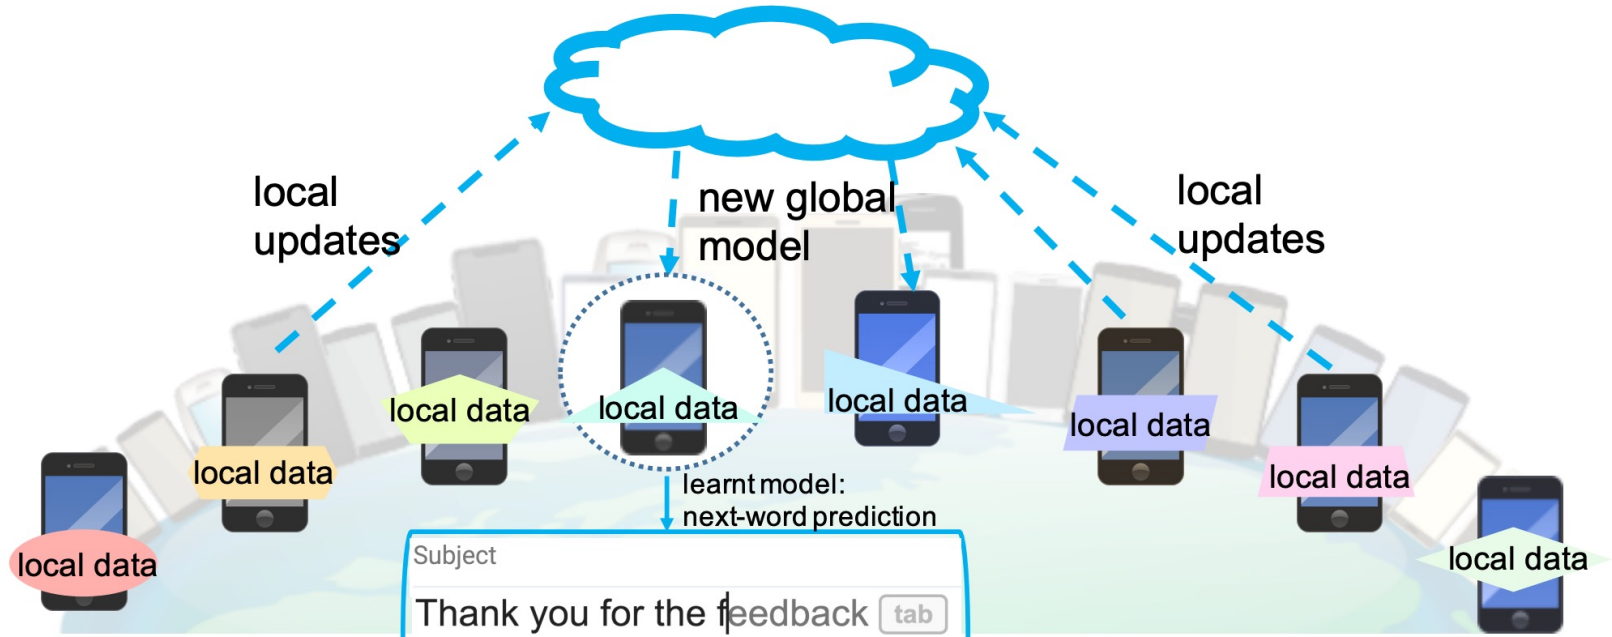 local
updates
new global
model
local
updates
local data
local data
local data
local data
local data
local data
local data
local data
learnt model:
next-word prediction
Subject
Thank you for the feedback tab